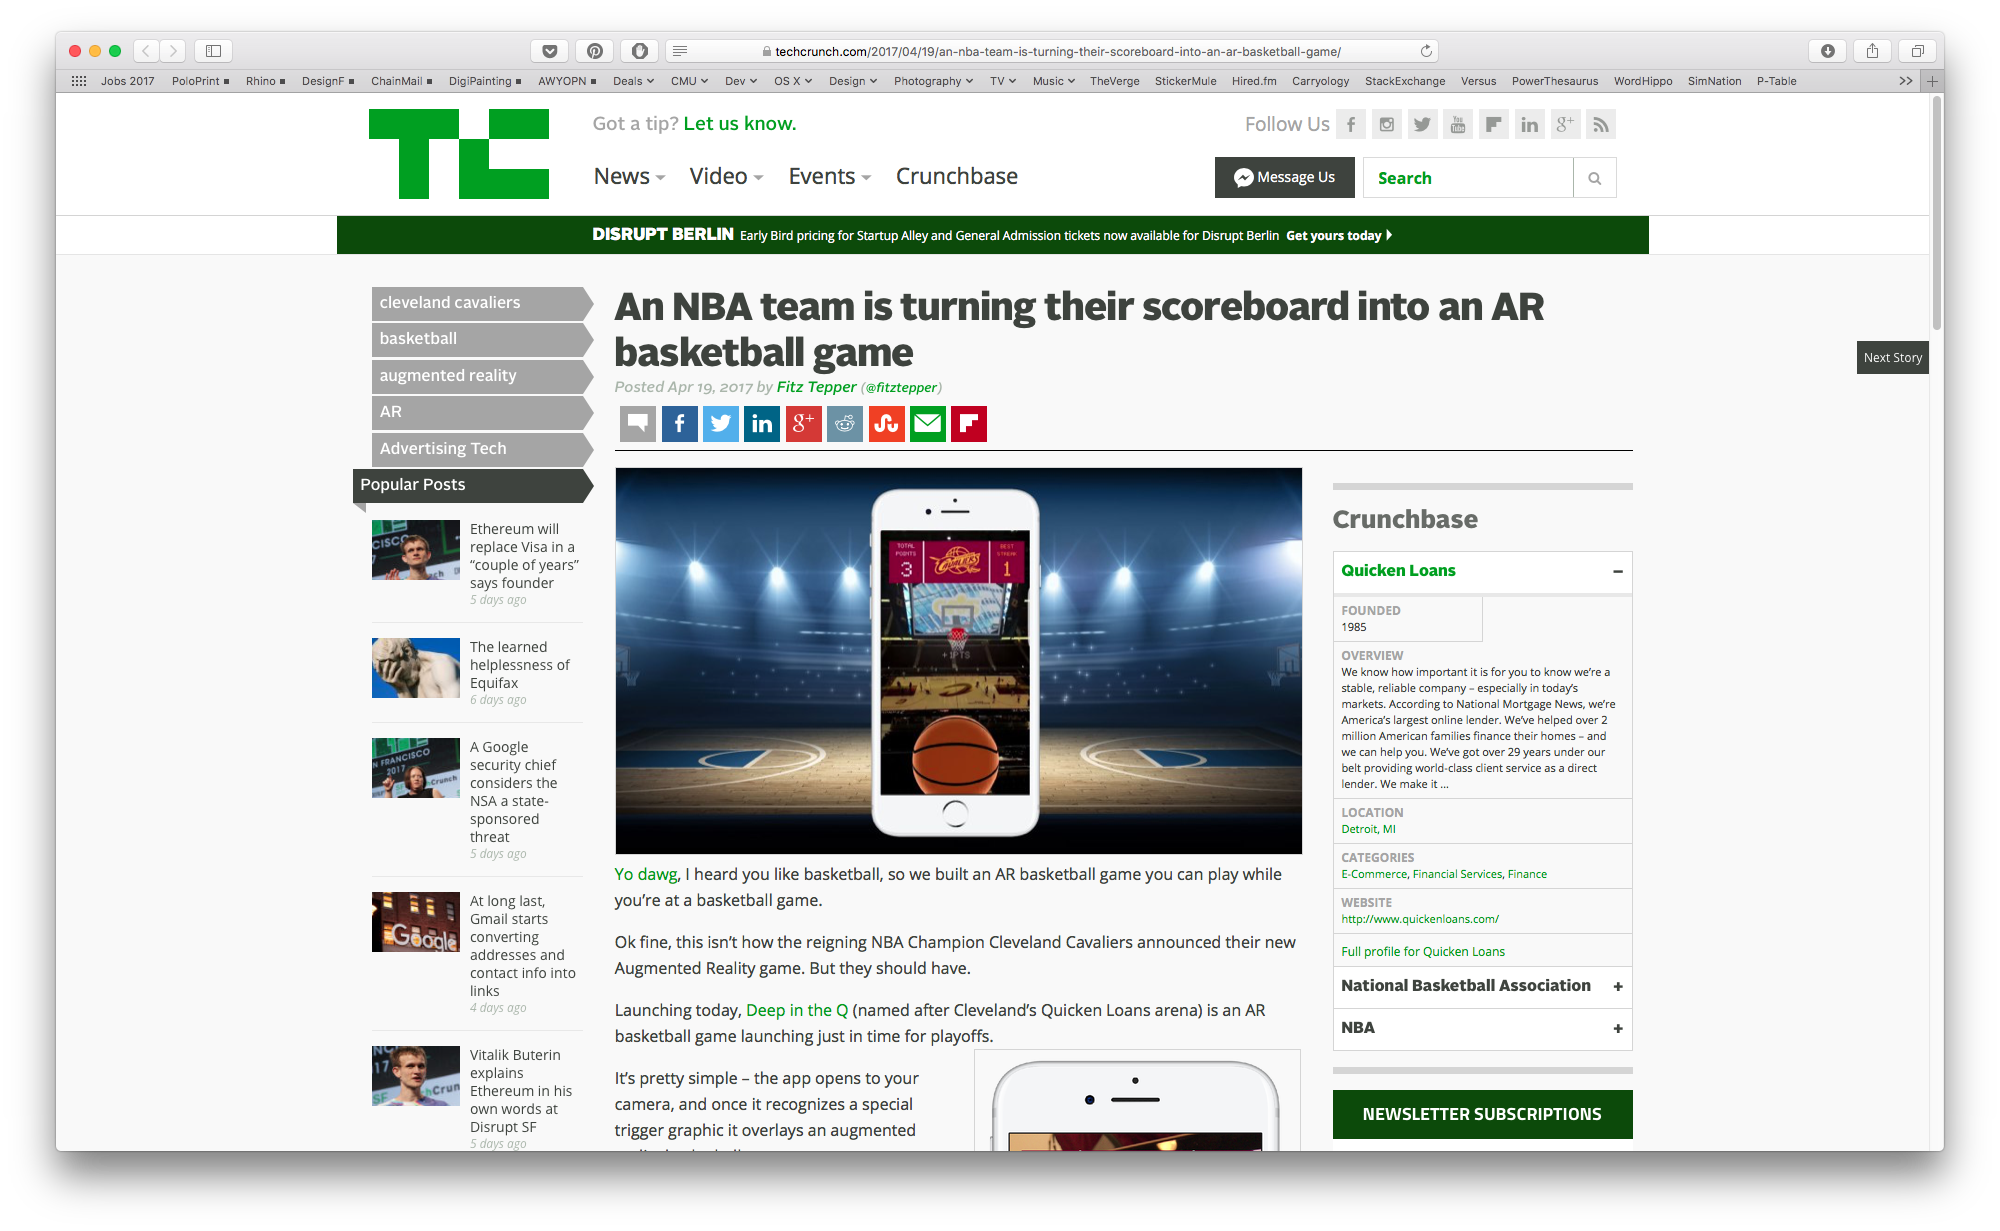 techcrunch.com/2017/04/19/an-nba-team-is-turning-their-scoreboard-into-an-ar-basketball-game/
Jobs 2017 PoloPrint Rhino DesignF ChainMail DigiPainting AWYOPN Deals CMU Dev OS X Design Photography TV Music TheVerge StickerMule Hired.fm Carryology StackExchange Versus PowerThesaurus WordHippo SimNation P-Table >>
TC
Got a tip? Let us know.
Follow Us
News Video Events Crunchbase
Message Us
Search
DISRUPT BERLIN Early Bird pricing for Startup Alley and General Admission tickets now available for Disrupt Berlin Get yours today
cleveland cavaliers
basketball
augmented reality
AR
Advertising Tech
Popular Posts
Ethereum will
replace Visa in a
“couple of years”
says founder
5 days ago
The learned
helplessness of
Equifax
6 days ago
A Google
security chief
considers the
NSA a state-
sponsored
threat
5 days ago
At long last,
Gmail starts
converting
addresses and
contact info into
links
4 days ago
Vitalik Buterin
explains
Ethereum in his
own words at
Disrupt SF
5 days ago
An NBA team is turning their scoreboard into an AR
basketball game
Posted Apr 19, 2017 by Fitz Tepper (@fitztepper)
Next Story
TOTAL
POINTS
3
CAVALIERS
BEST
STREAK
1
+1PTS
Yo dawg, I heard you like basketball, so we built an AR basketball game you can play while
you’re at a basketball game.
Ok fine, this isn’t how the reigning NBA Champion Cleveland Cavaliers announced their new
Augmented Reality game. But they should have.
Launching today, Deep in the Q (named after Cleveland’s Quicken Loans arena) is an AR
basketball game launching just in time for playoffs.
It’s pretty simple – the app opens to your
camera, and once it recognizes a special
trigger graphic it overlays an augmented
Crunchbase
Quicken Loans –
FOUNDED
1985
OVERVIEW
We know how important it is for you to know we’re a
stable, reliable company – especially in today’s
markets. According to National Mortgage News, we’re
America’s largest online lender. We’ve helped over 2
million American families finance their homes – and
we can help you. We’ve got over 29 years under our
belt providing world-class client service as a direct
lender. We make it ...
LOCATION
Detroit, MI
CATEGORIES
E-Commerce, Financial Services, Finance
WEBSITE
http://www.quickenloans.com/
Full profile for Quicken Loans
National Basketball Association +
NBA +
NEWSLETTER SUBSCRIPTIONS